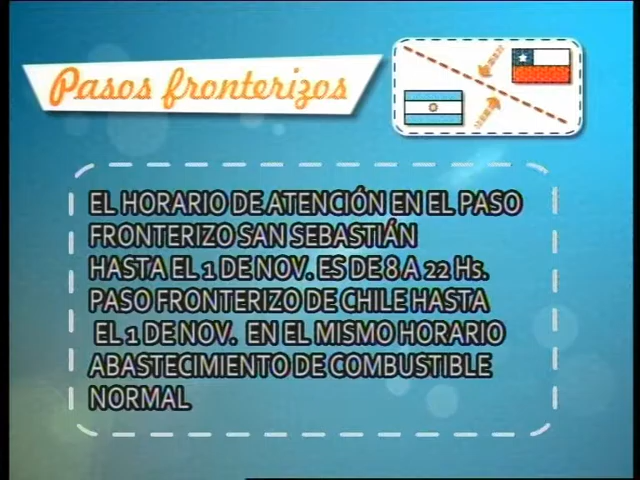 Pasos fronterizos
EL HORARIO DE ATENCIÓN EN EL PASO
FRONTERIZO SAN SEBASTIÁN
HASTA EL 1 DE NOV. ES DE 8 A 22 Hs.
PASO FRONTERIZO DE CHILE HASTA
EL 1 DE NOV. EN EL MISMO HORARIO
ABASTECIMIENTO DE COMBUSTIBLE
NORMAL